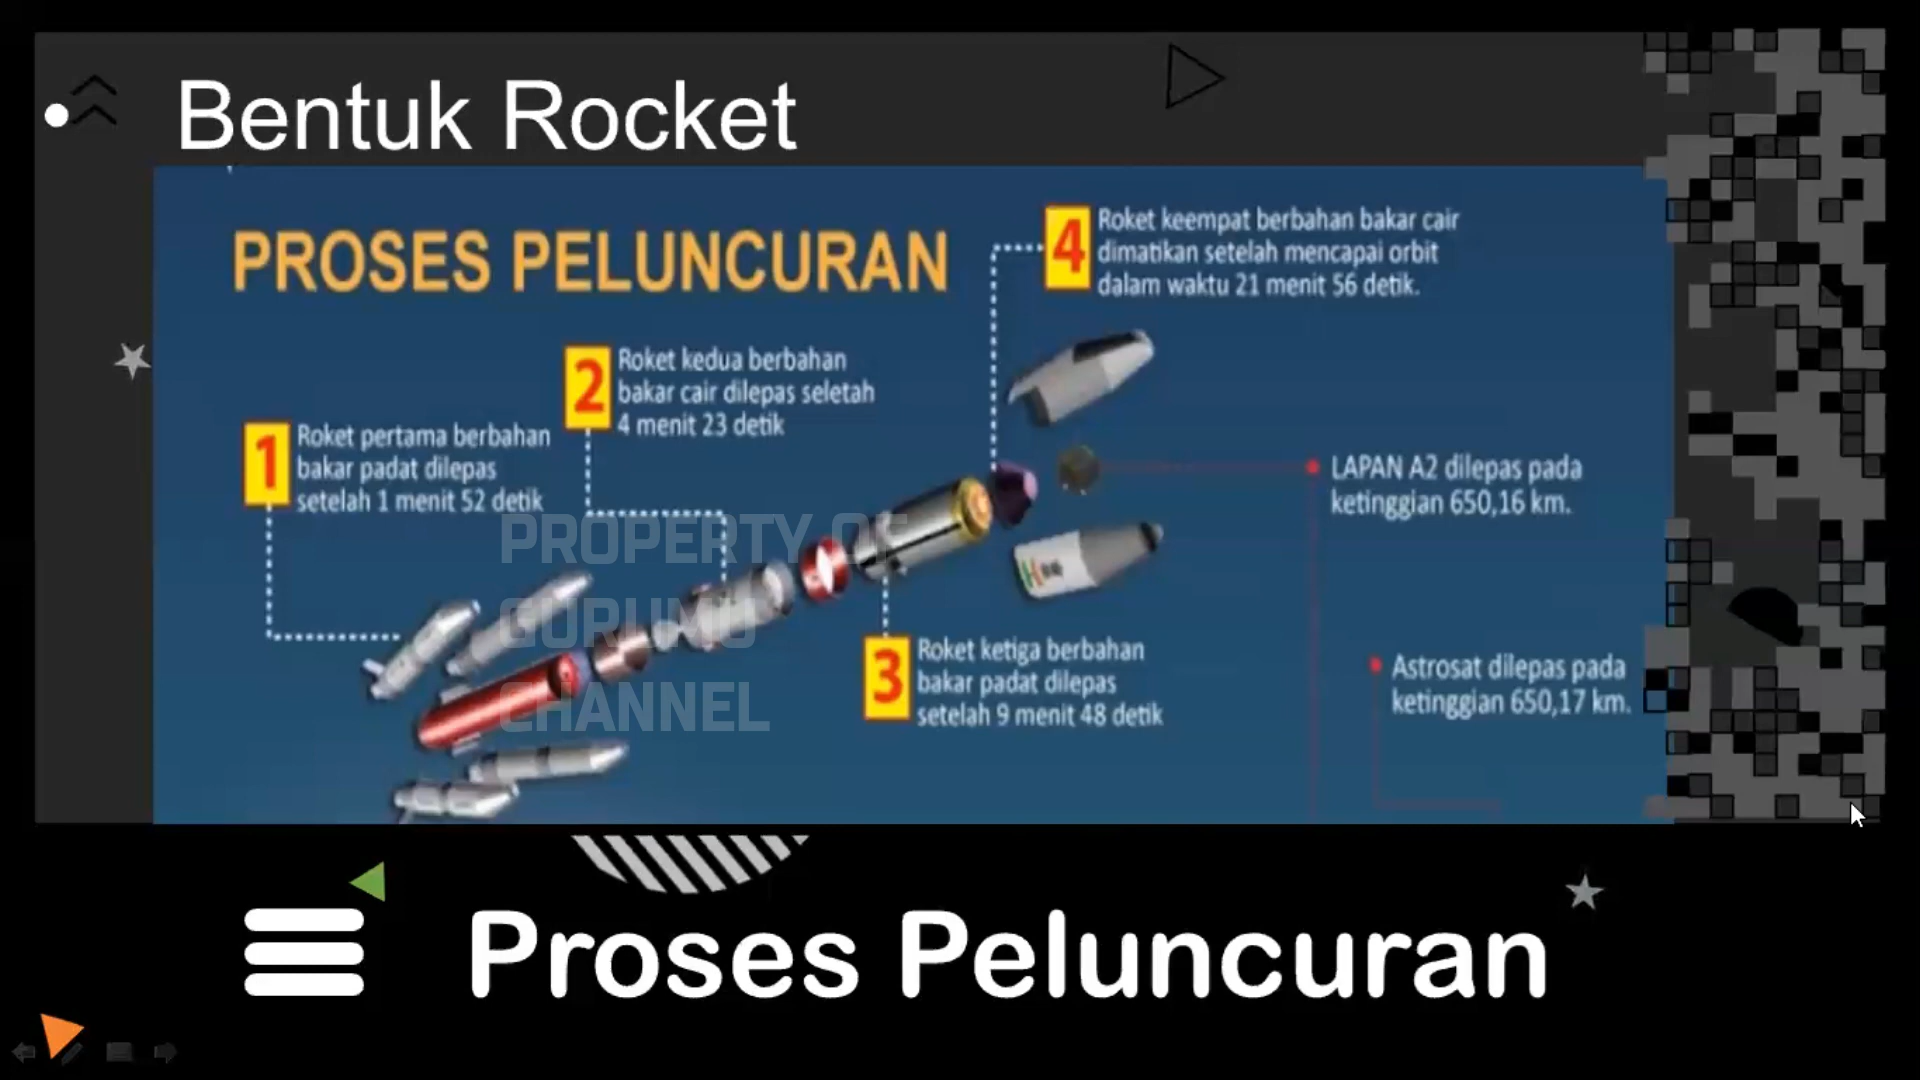 Bentuk Rocket
PROSES PELUNCURAN
1
Roket pertama berbahan
bakar padat dilepas
setelah 1 menit 52 detik
2
Roket kedua berbahan
bakar cair dilepas seletah
4 menit 23 detik
3
Roket ketiga berbahan
bakar padat dilepas
setelah 9 menit 48 detik
4
Roket keempat berbahan bakar cair
dimatikan setelah mencapai orbit
dalam waktu 21 menit 56 detik.
LAPAN A2 dilepas pada
ketinggian 650,16 km.
Astrosat dilepas pada
ketinggian 650,17 km.
PROPERTY OF
GURUMU
CHANNEL
Proses Peluncuran